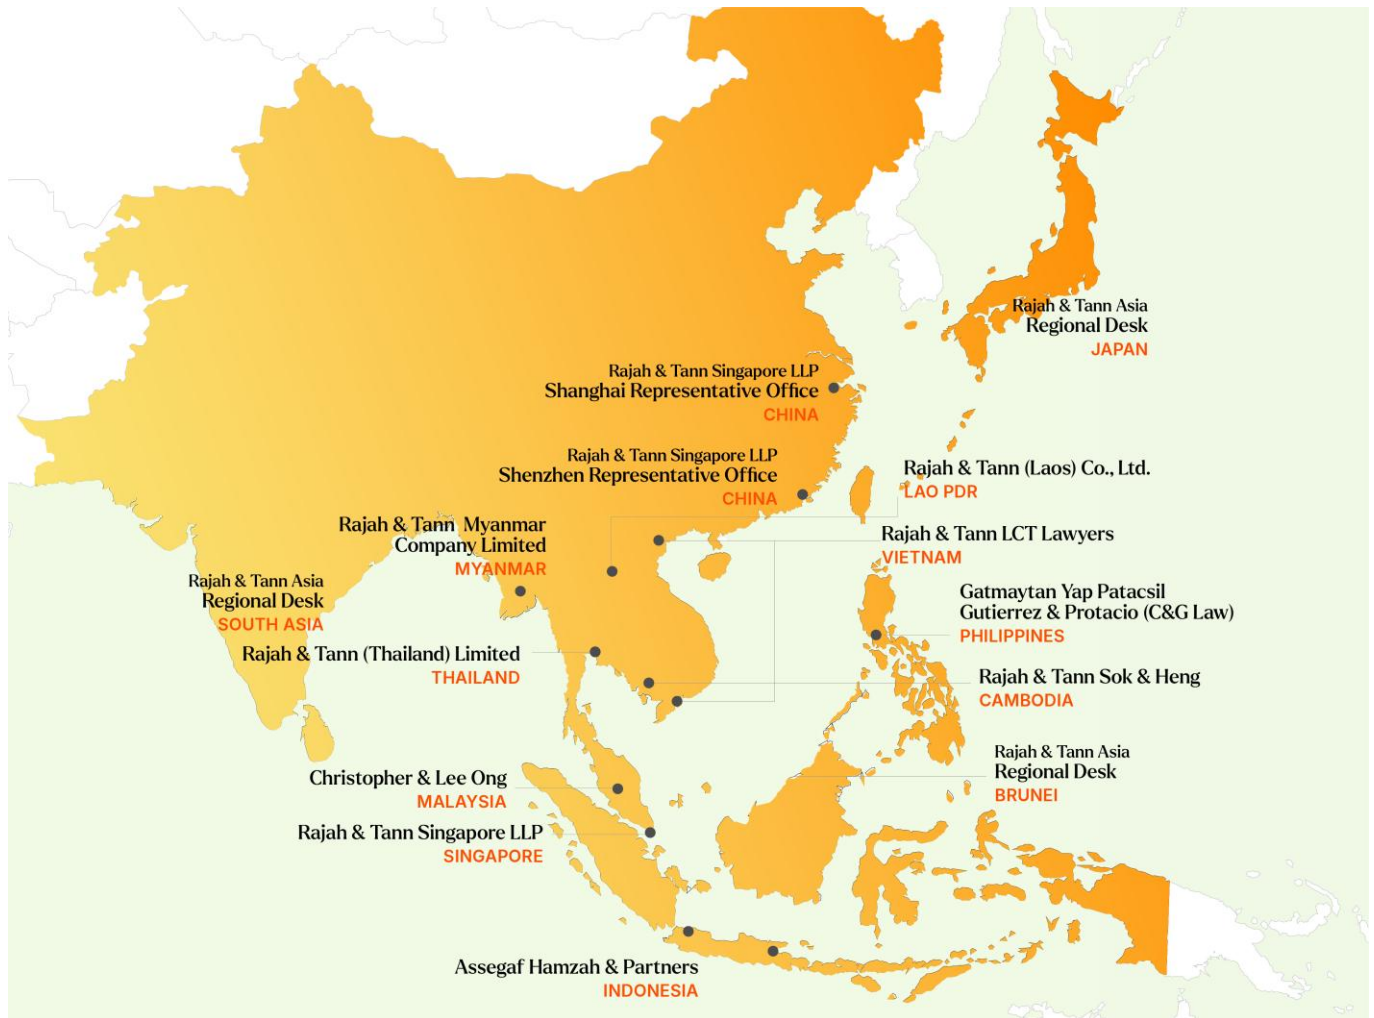 Rajah & Tann Asia
Regional Desk
JAPAN
Rajah & Tann Singapore LLP
Shanghai Representative Office
CHINA
Rajah & Tann Singapore LLP
Shenzhen Representative Office
CHINA
Rajah & Tann (Laos) Co., Ltd.
LAO PDR
Rajah & Tann Myanmar
Company Limited
MYANMAR
Rajah & Tann LCT Lawyers
VIETNAM
Rajah & Tann Asia
Regional Desk
SOUTH ASIA
Gatmaytan Yap Patacsil
Gutierrez & Protacio (C&G Law)
PHILIPPINES
Rajah & Tann (Thailand) Limited
THAILAND
Rajah & Tann Sok & Heng
CAMBODIA
Rajah & Tann Asia
Regional Desk
BRUNEI
Christopher & Lee Ong
MALAYSIA
Rajah & Tann Singapore LLP
SINGAPORE
Assegaf Hamzah & Partners
INDONESIA